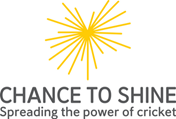 CHANCE TO SHINE
Spreading the power of cricket